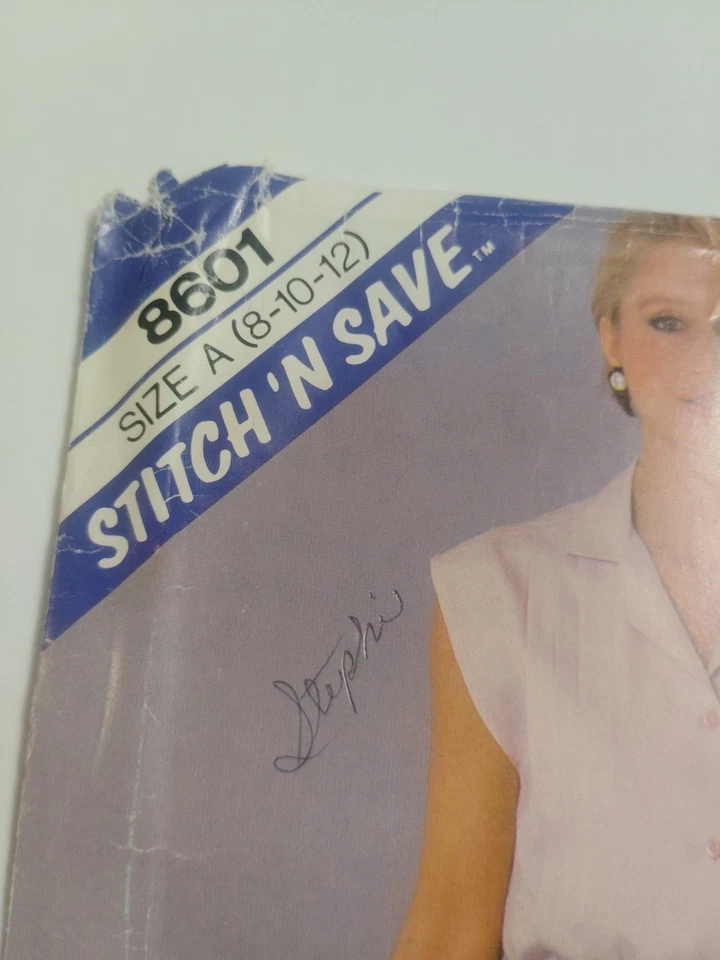 8601
SIZE A (8-10-12)
STITCH 'N SAVE™
Stephi